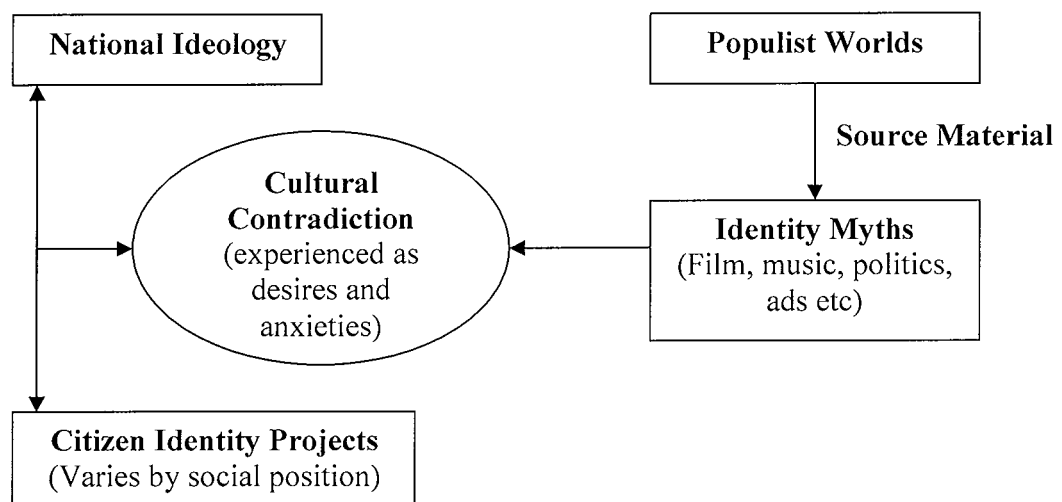 National Ideology
Populist Worlds
Source Material
Cultural
Contradiction
(experienced as
desires and
anxieties)
Identity Myths
(Film, music, politics,
ads etc)
Citizen Identity Projects
(Varies by social position)